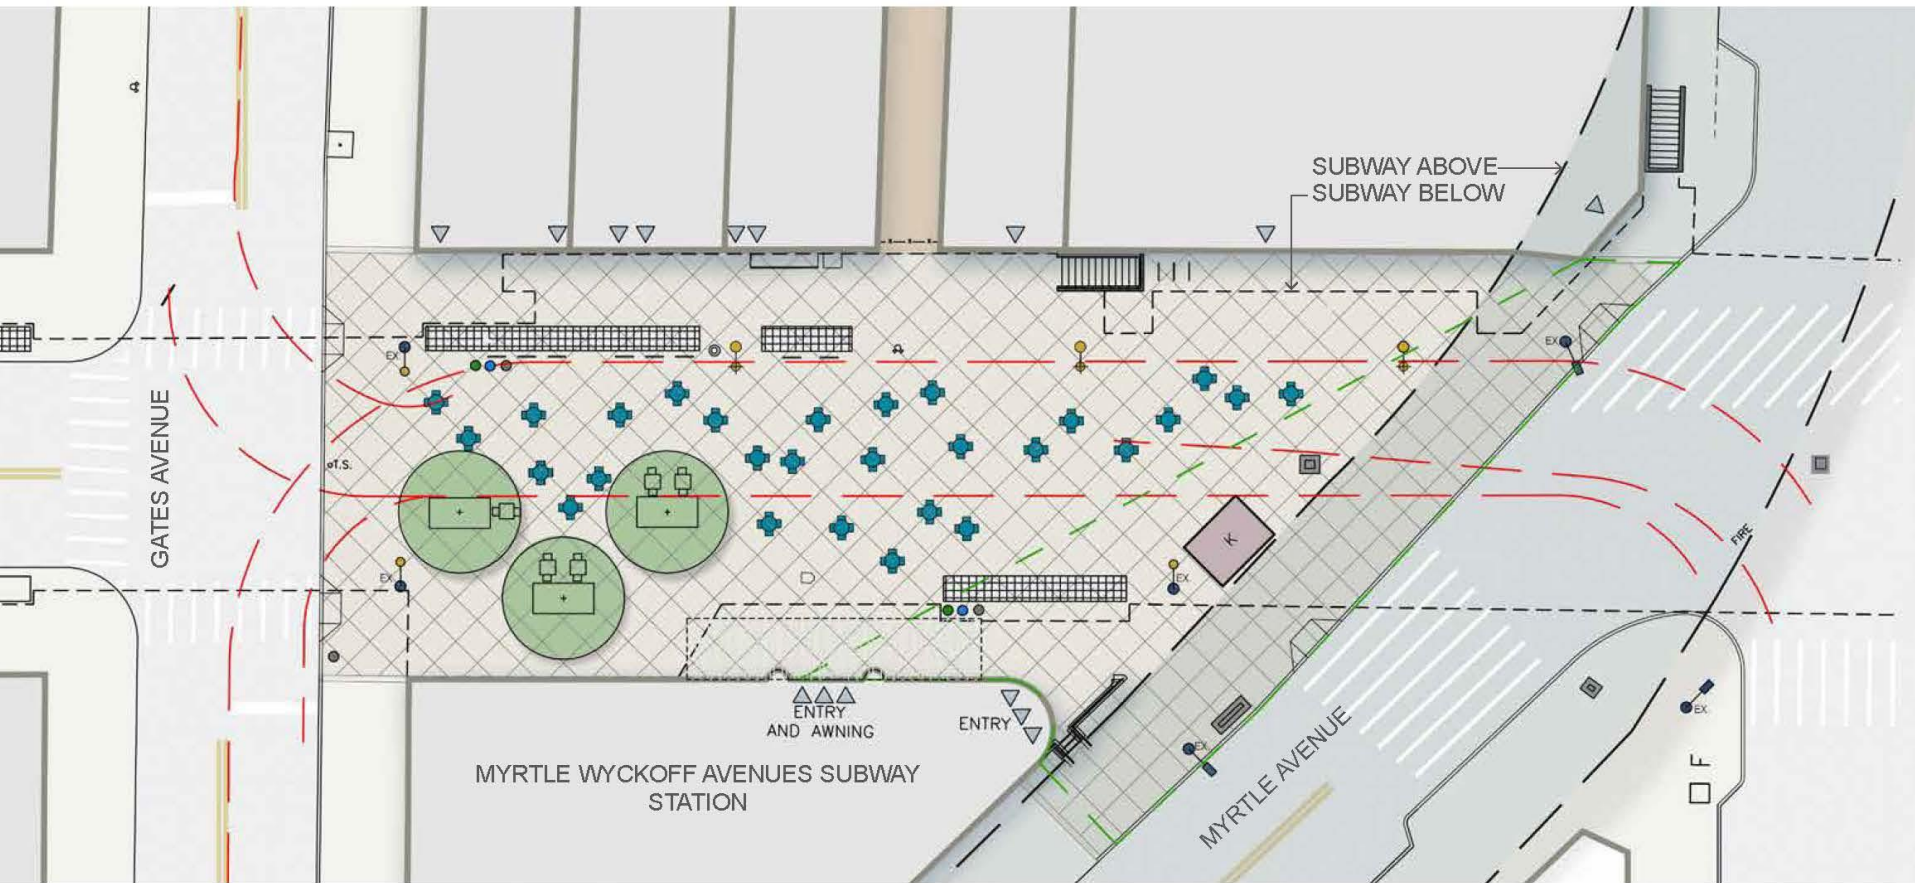 SUBWAY ABOVE
SUBWAY BELOW
EX
EX
GATES AVENUE
T.S.
K
FIRE
EX
EX
ENTRY
AND AWNING
ENTRY
EX
EX
MYRTLE WYCKOFF AVENUES SUBWAY
STATION
MYRTLE AVENUE
F